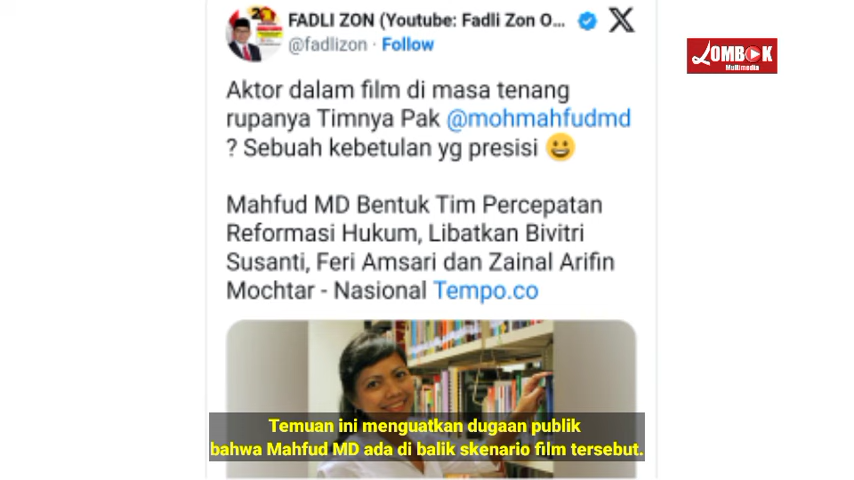 FADLI ZON (Youtube: Fadli Zon O...
@fadlizon · Follow
LOMBOK
Multimedia
Aktor dalam film di masa tenang
rupanya Timnya Pak @mohmahfudmd
? Sebuah kebetulan yg presisi 😀
Mahfud MD Bentuk Tim Percepatan
Reformasi Hukum, Libatkan Bivitri
Susanti, Feri Amsari dan Zainal Arifin
Mochtar - Nasional Tempo.co
Temuan ini menguatkan dugaan publik
bahwa Mahfud MD ada di balik skenario film tersebut.